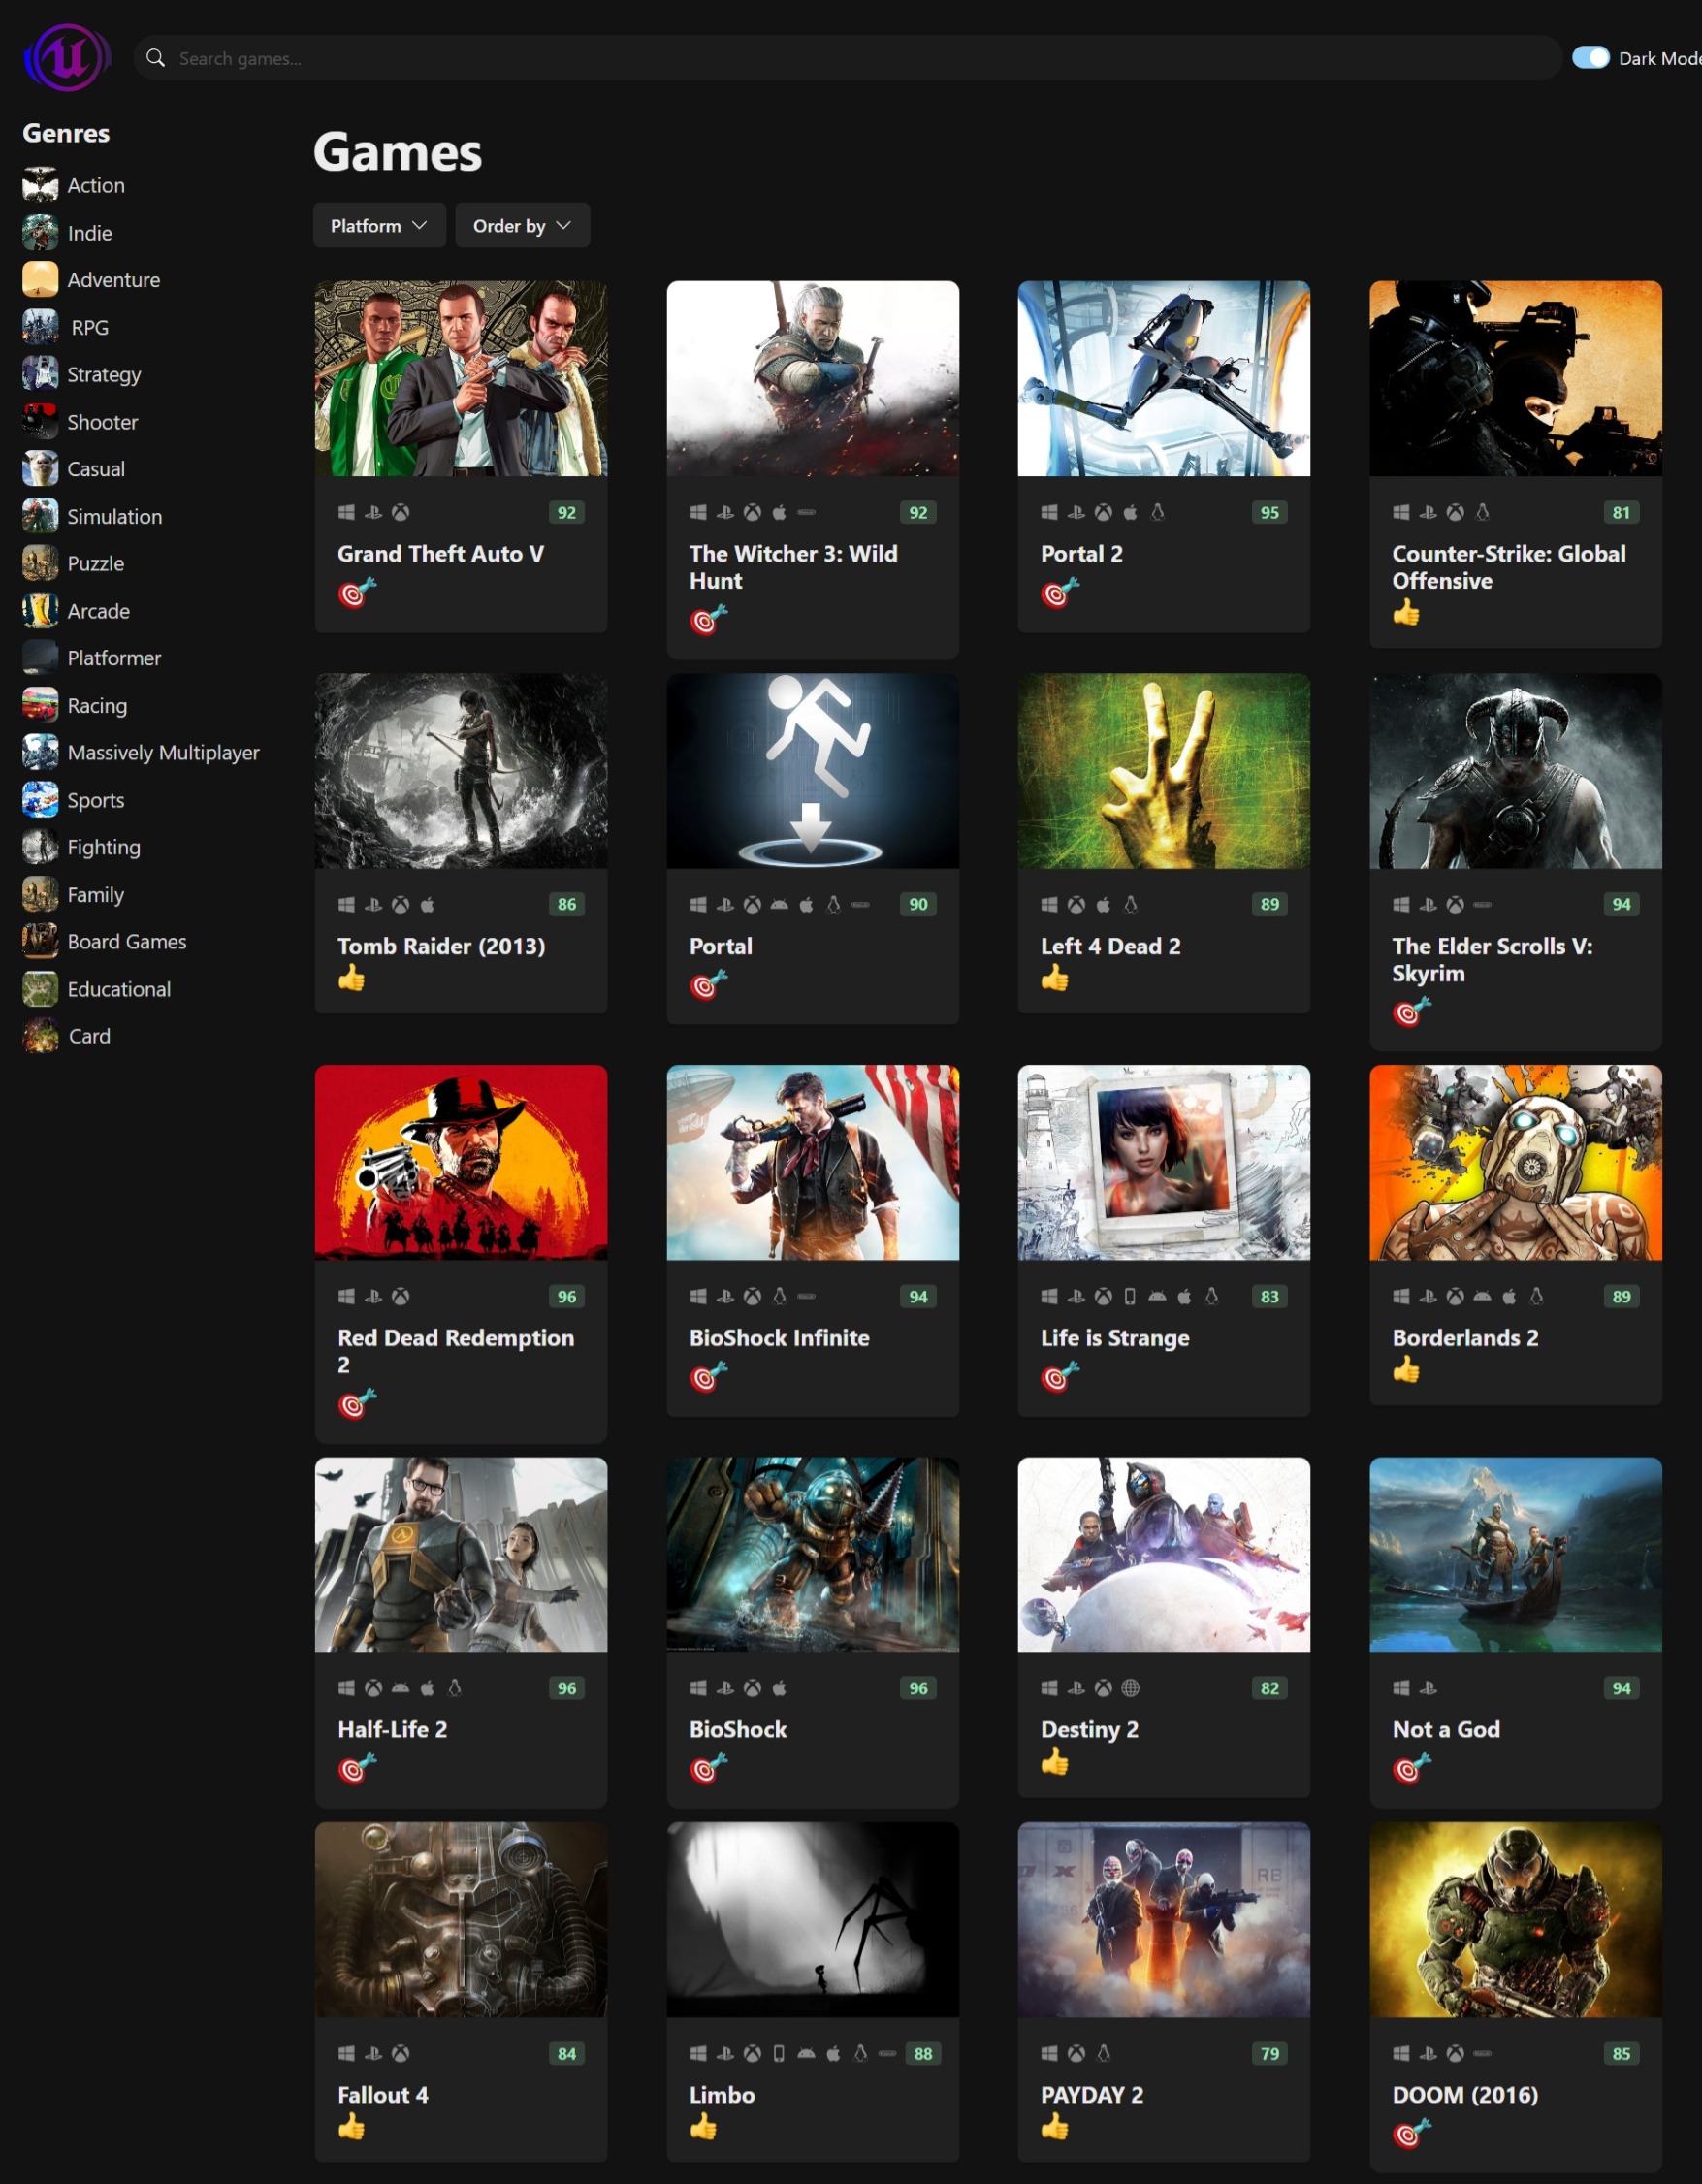 Search games...
Dark Mode
Genres
Action
Indie
Adventure
RPG
Strategy
Shooter
Casual
Simulation
Puzzle
Arcade
Platformer
Racing
Massively Multiplayer
Sports
Fighting
Family
Board Games
Educational
Card
Games
Platform
Order by
92
Grand Theft Auto V
92
The Witcher 3: Wild
Hunt
95
Portal 2
81
Counter-Strike: Global
Offensive
86
Tomb Raider (2013)
90
Portal
89
Left 4 Dead 2
94
The Elder Scrolls V:
Skyrim
96
Red Dead Redemption
2
94
BioShock Infinite
83
Life is Strange
89
Borderlands 2
96
Half-Life 2
96
BioShock
82
Destiny 2
94
Not a God
84
Fallout 4
88
Limbo
79
PAYDAY 2
85
DOOM (2016)